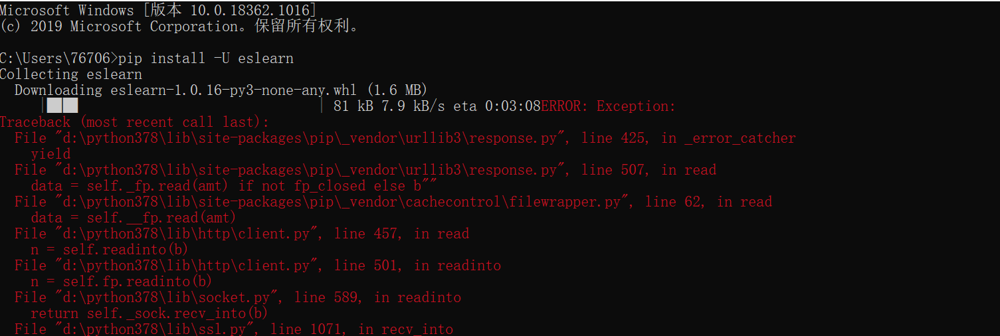 Microsoft Windows [版本 10.0.18362.1016]
(c) 2019 Microsoft Corporation。保留所有权利。
C:\Users\76706>pip install -U eslearn
Collecting eslearn
  Downloading eslearn-1.0.16-py3-none-any.whl (1.6 MB)
     |██                              | 81 kB 7.9 kB/s eta 0:03:08ERROR: Exception:
Traceback (most recent call last):
  File "d:\python378\lib\site-packages\pip\_vendor\urllib3\response.py", line 425, in _error_catcher
    yield
  File "d:\python378\lib\site-packages\pip\_vendor\urllib3\response.py", line 507, in read
    data = self._fp.read(amt) if not fp_closed else b""
  File "d:\python378\lib\site-packages\pip\_vendor\cachecontrol\filewrapper.py", line 62, in read
    data = self.__fp.read(amt)
  File "d:\python378\lib\http\client.py", line 457, in read
    n = self.readinto(b)
  File "d:\python378\lib\http\client.py", line 501, in readinto
    n = self.fp.readinto(b)
  File "d:\python378\lib\socket.py", line 589, in readinto
    return self._sock.recv_into(b)
  File "d:\python378\lib\ssl.py", line 1071, in recv_into